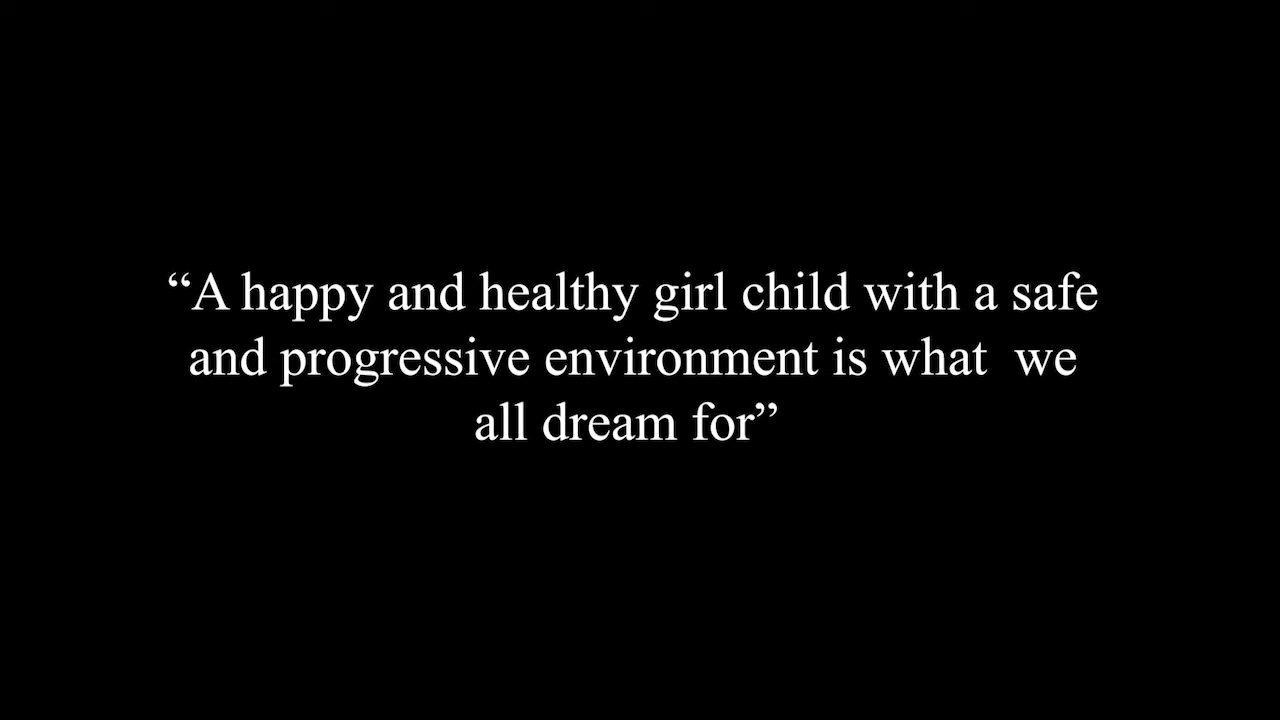 “A happy and healthy girl child with a safe
and progressive environment is what  we
all dream for”